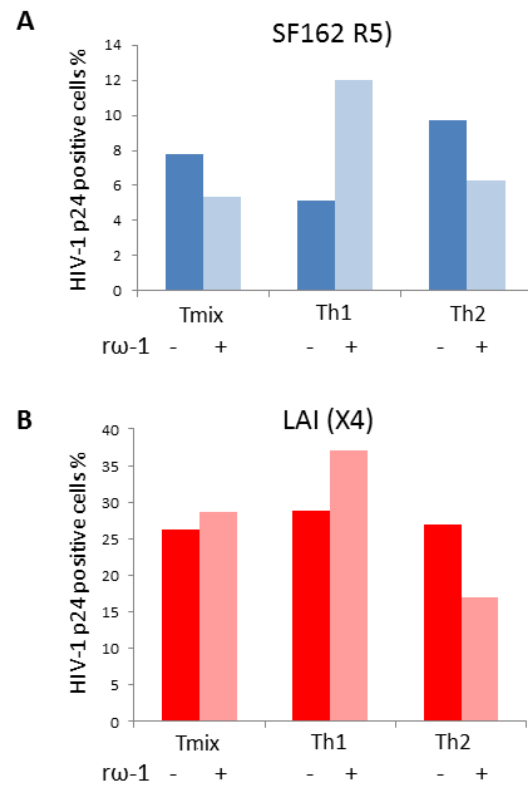 A
SF162 R5)
HIV-1 p24 positive cells %
14
12
10
8
6
4
2
0
Tmix Th1 Th2
rω-1 - + - + - +
B
LAI (X4)
HIV-1 p24 positive cells %
40
35
30
25
20
15
10
5
0
Tmix Th1 Th2
rω-1 - + - + - +